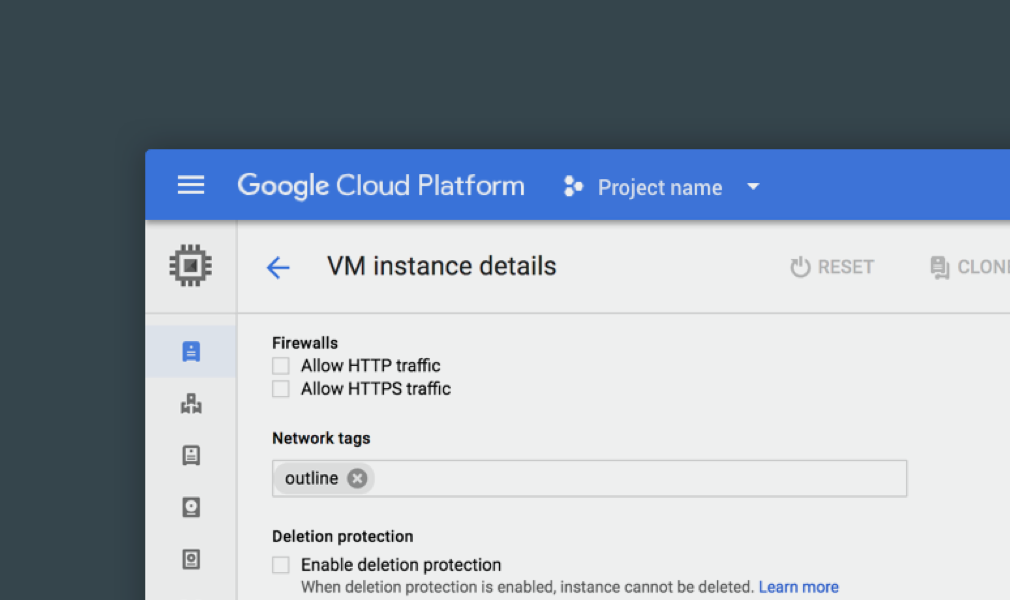 Google Cloud Platform Project name
VM instance details RESET CLON
Firewalls
Allow HTTP traffic
Allow HTTPS traffic
Network tags
outline
Deletion protection
Enable deletion protection
When deletion protection is enabled, instance cannot be deleted. Learn more